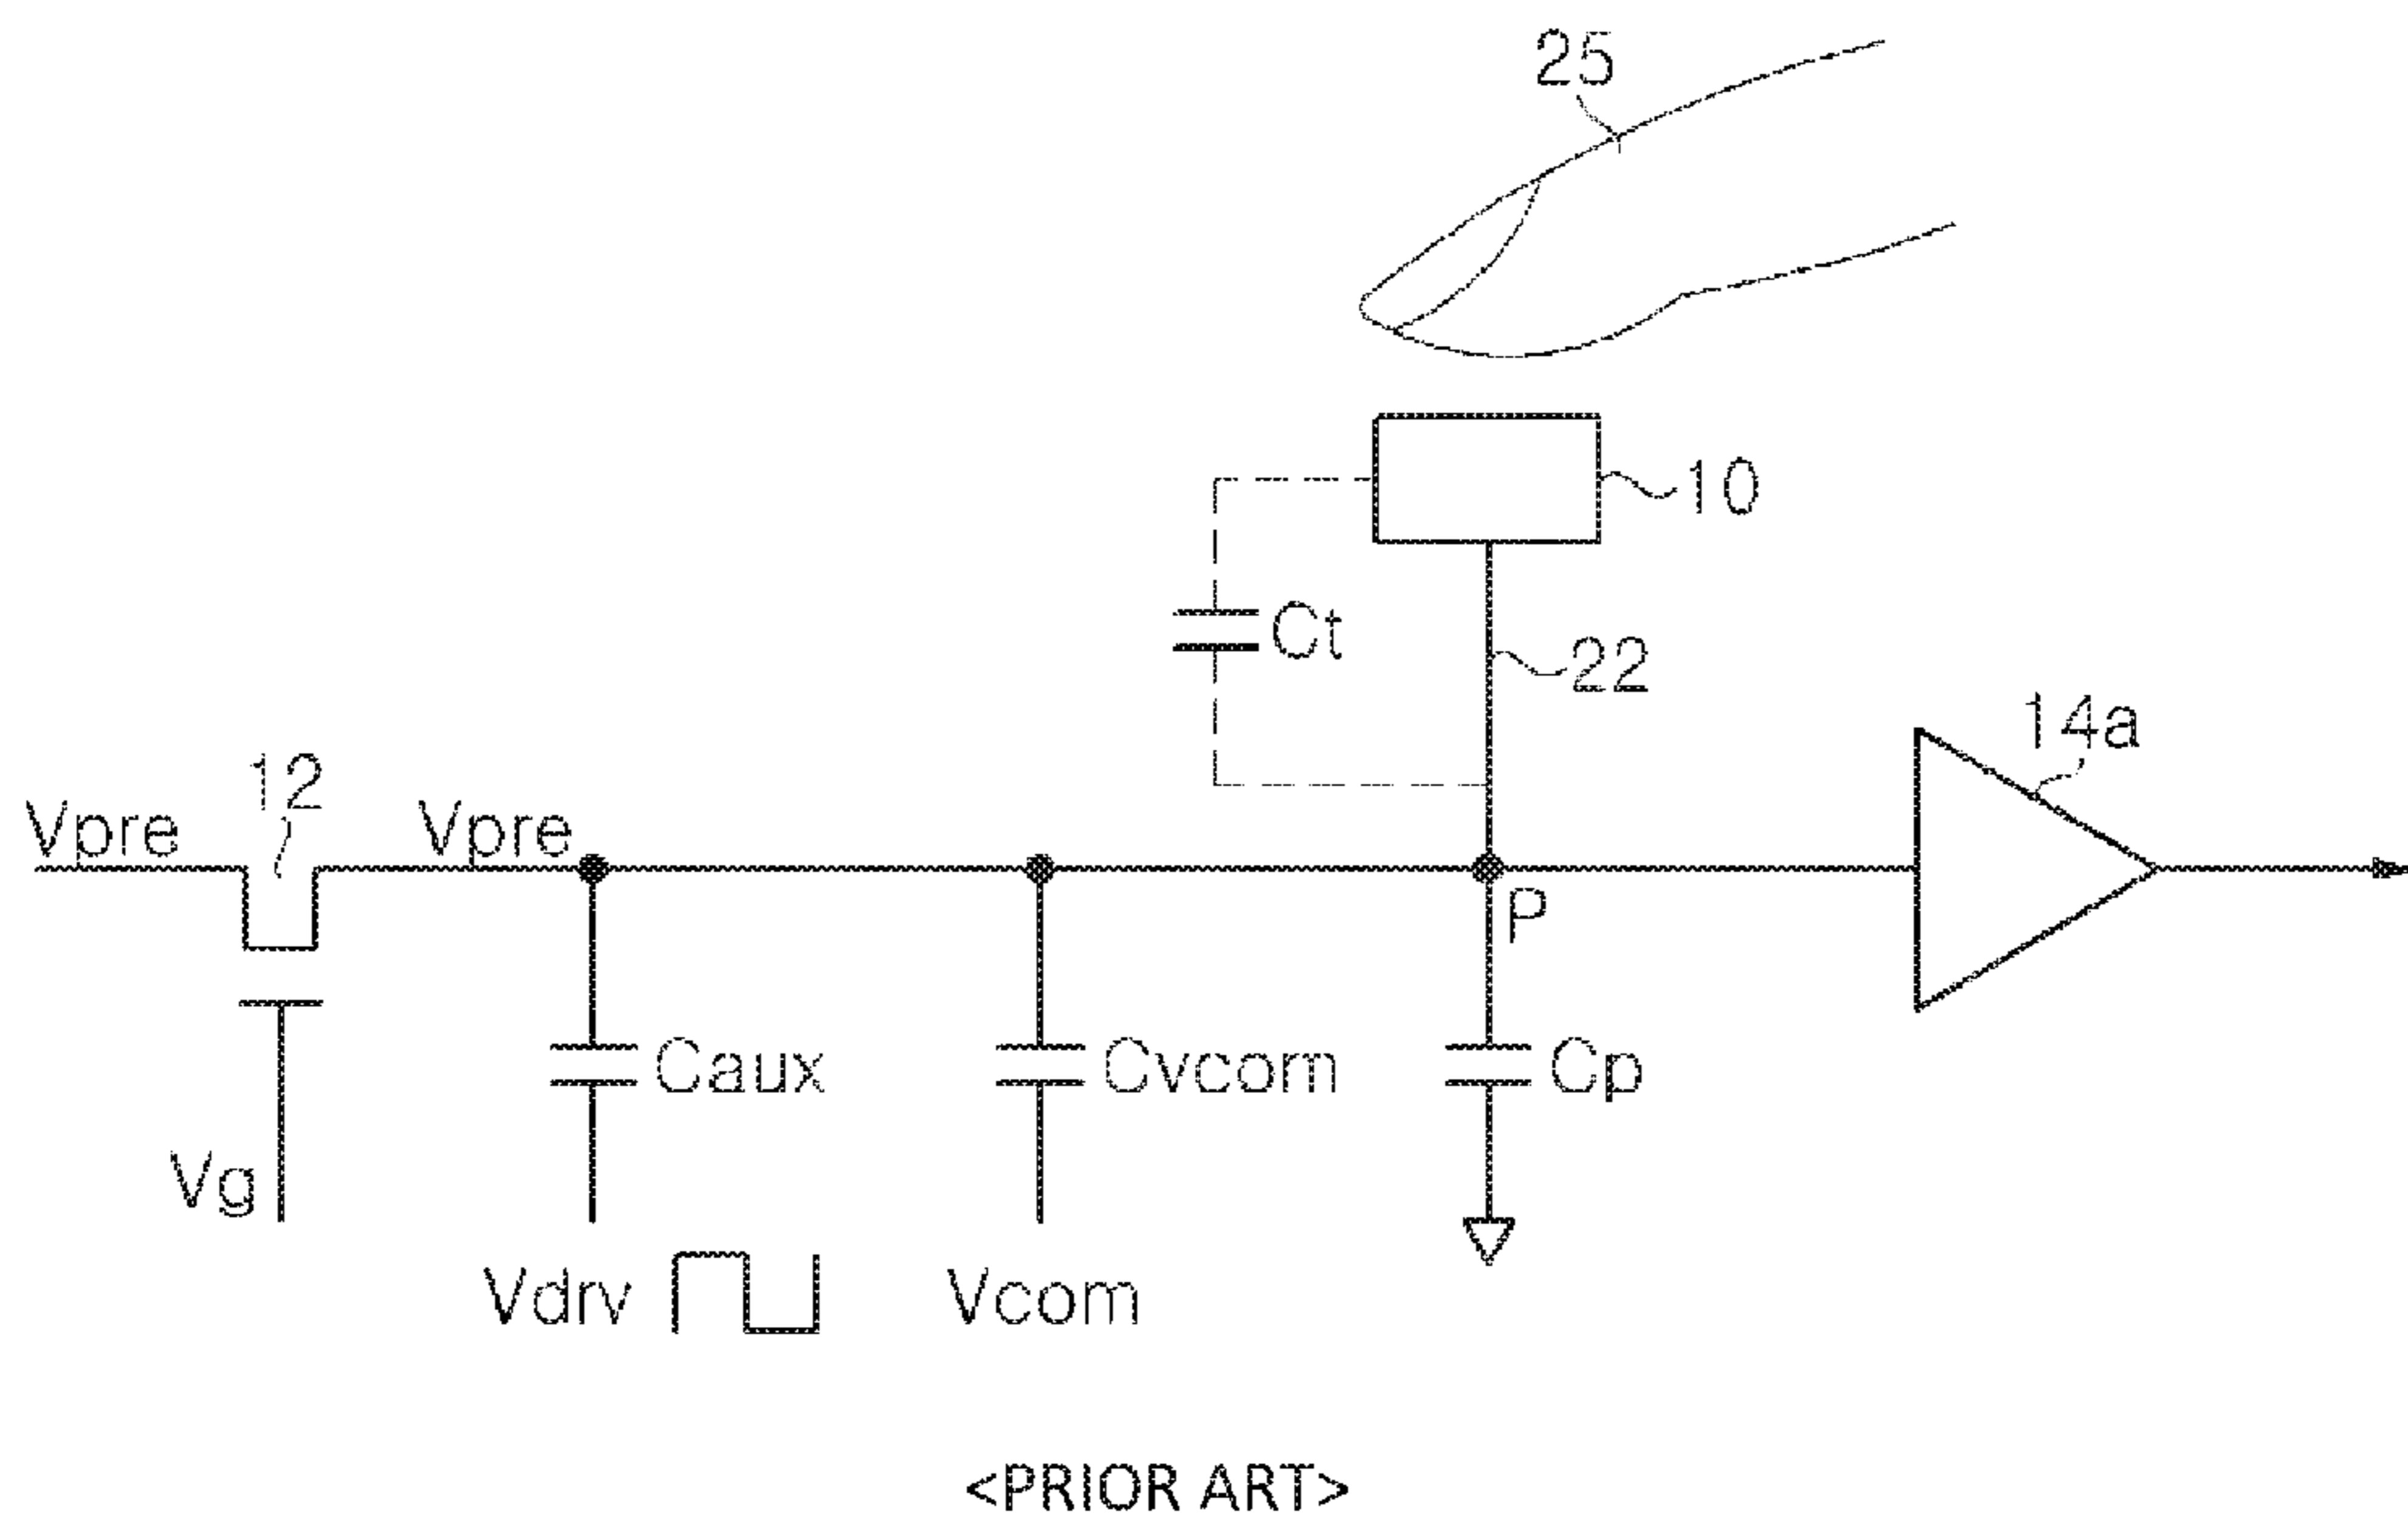 25
10
Ct
22
14a
12
Vpre
Vpre
P
Caux
Cvcom
Cp
Vg
Vdrv
Vcom
<PRIOR ART>